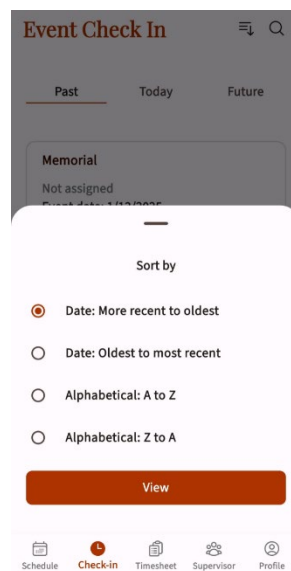 Event Check In
Past Today Future
Memorial
Not assigned
Event date: 1/13/2025
Sort by
Date: More recent to oldest
Date: Oldest to most recent
Alphabetical: A to Z
Alphabetical: Z to A
View
Schedule Check-in Timesheet Supervisor Profile